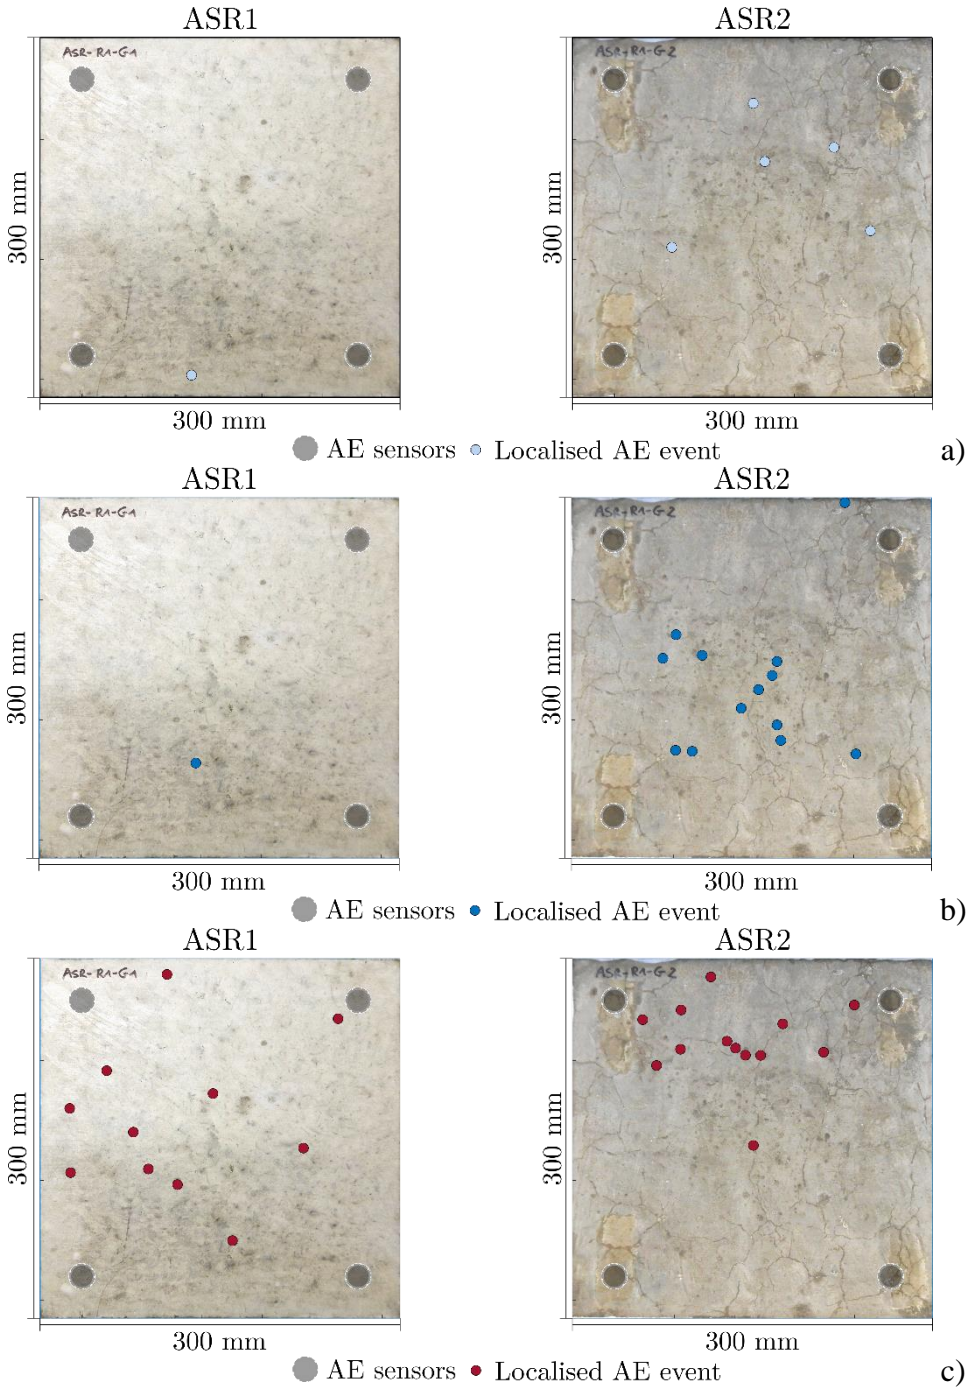 ASR1 ASR2
ASR-R1-G1 ASR-R1-G2
300 mm 300 mm
300 mm 300 mm
AE sensors Localised AE event a)
ASR1 ASR2
ASR-R1-G1 ASR-R1-G2
300 mm 300 mm
300 mm 300 mm
AE sensors Localised AE event b)
ASR1 ASR2
ASR-R1-G1 ASR-R1-G2
300 mm 300 mm
300 mm 300 mm
AE sensors Localised AE event c)